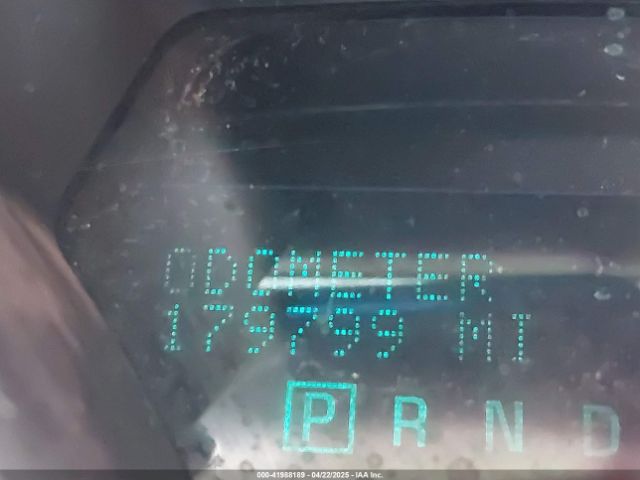 ODOMETER
179799 MI
P R N D
000-41988189 - 04/22/2025 - IAA Inc.